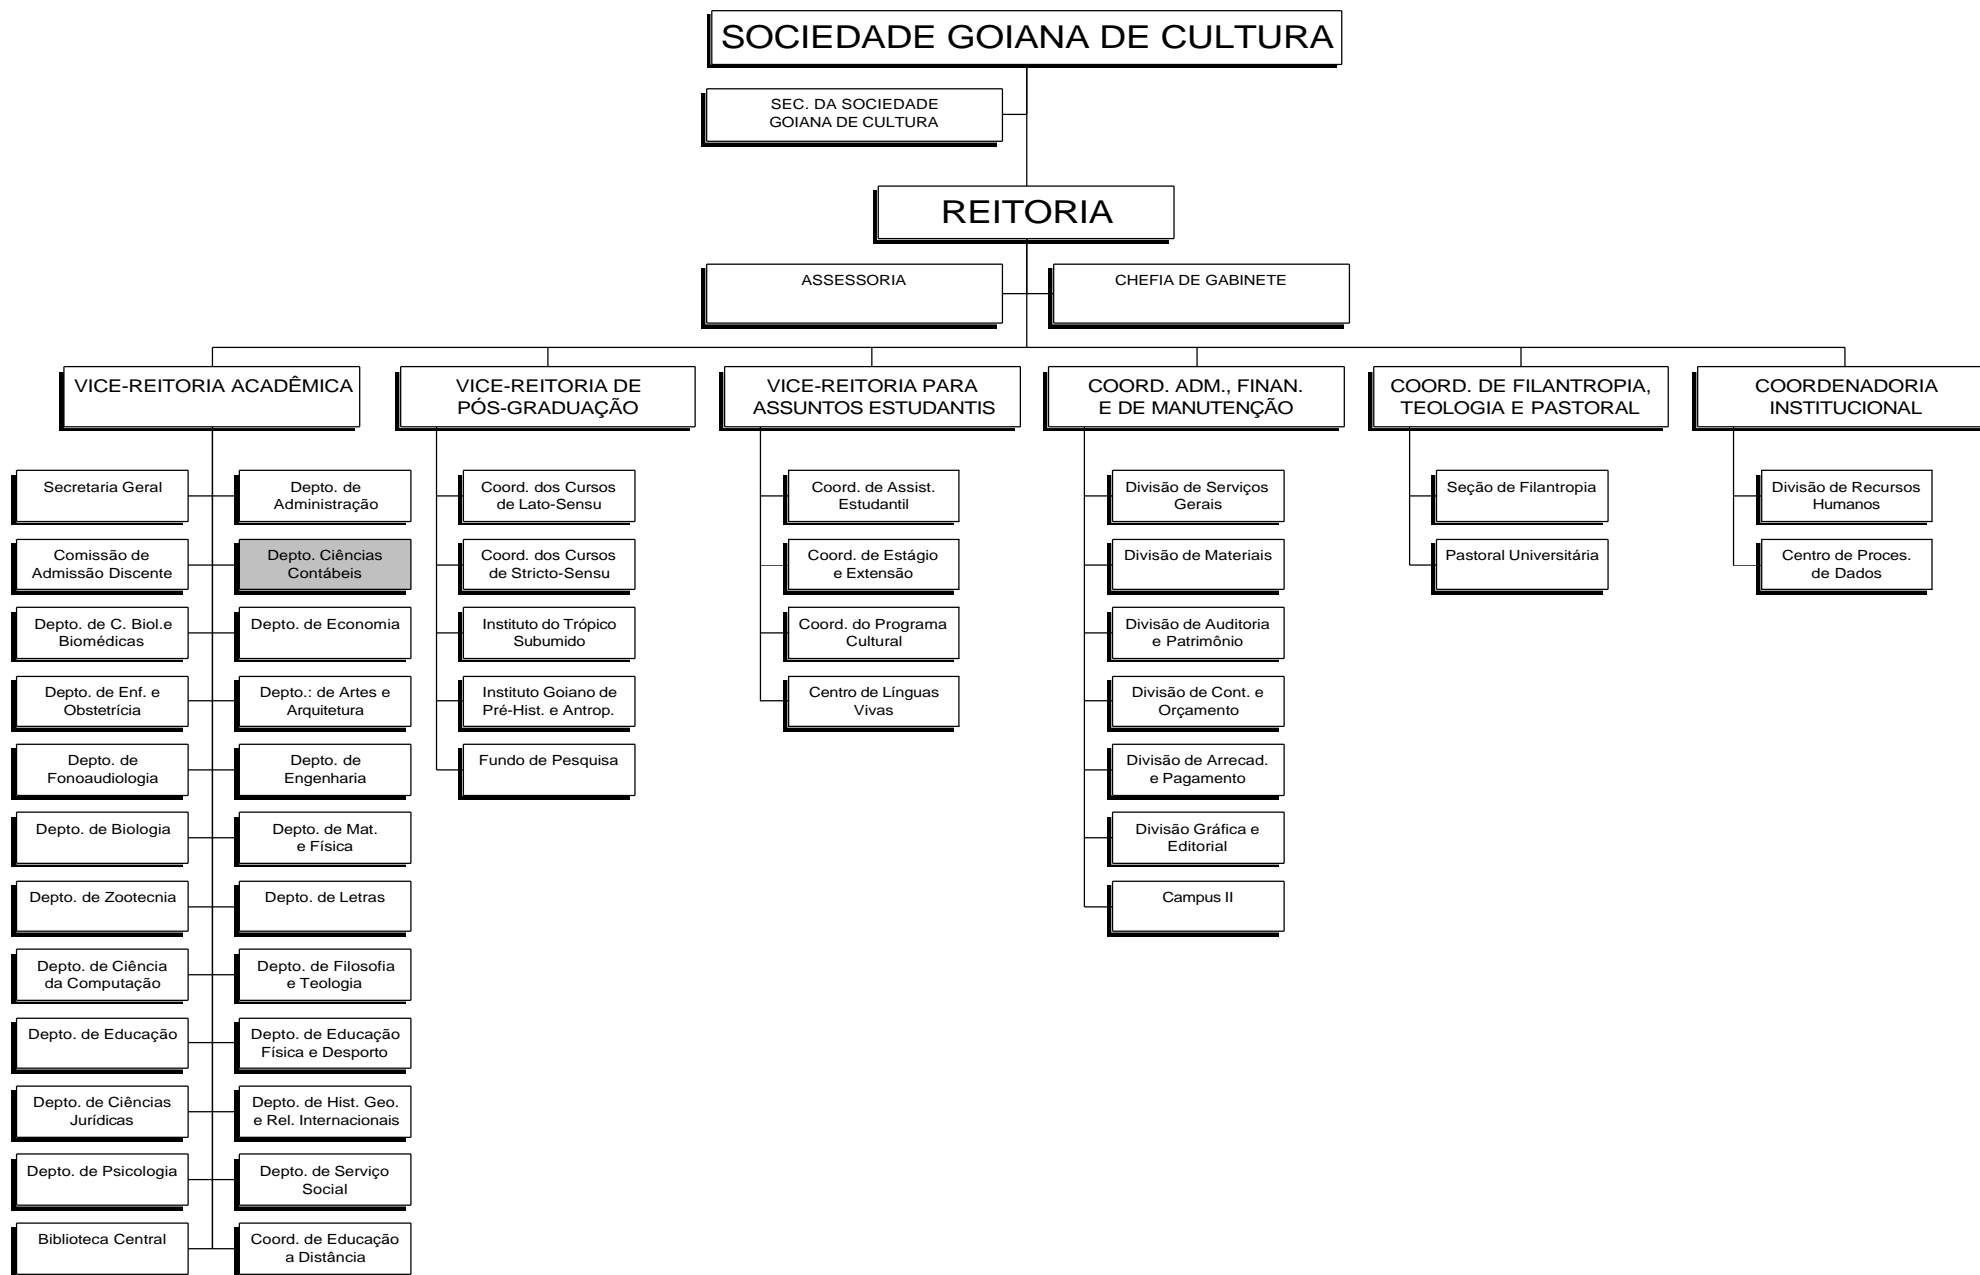 SOCIEDADE GOIANA DE CULTURA
SEC. DA SOCIEDADE
GOIANA DE CULTURA
REITORIA
ASSESSORIA
CHEFIA DE GABINETE
VICE-REITORIA ACADÊMICA
VICE-REITORIA DE
PÓS-GRADUAÇÃO
VICE-REITORIA PARA
ASSUNTOS ESTUDANTIS
COORD. ADM., FINAN.
E DE MANUTENÇÃO
COORD. DE FILANTROPIA,
TEOLOGIA E PASTORAL
COORDENADORIA
INSTITUCIONAL
Secretaria Geral
Depto. de
Administração
Comissão de
Admissão Discente
Depto. Ciências
Contábeis
Depto. de C. Biol.e
Biomédicas
Depto. de Economia
Depto. de Enf. e
Obstetrícia
Depto.: de Artes e
Arquitetura
Depto. de
Fonoaudiologia
Depto. de
Engenharia
Depto. de Biologia
Depto. de Mat.
e Física
Depto. de Zootecnia
Depto. de Letras
Depto. de Ciência
da Computação
Depto. de Filosofia
e Teologia
Depto. de Educação
Depto. de Educação
Física e Desporto
Depto. de Ciências
Jurídicas
Depto. de Hist. Geo.
e Rel. Internacionais
Depto. de Psicologia
Depto. de Serviço
Social
Biblioteca Central
Coord. de Educação
a Distância
Coord. dos Cursos
de Lato-Sensu
Coord. dos Cursos
de Stricto-Sensu
Instituto do Trópico
Subumido
Instituto Goiano de
Pré-Hist. e Antrop.
Fundo de Pesquisa
Coord. de Assist.
Estudantil
Coord. de Estágio
e Extensão
Coord. do Programa
Cultural
Centro de Línguas
Vivas
Divisão de Serviços
Gerais
Divisão de Materiais
Divisão de Auditoria
e Patrimônio
Divisão de Cont. e
Orçamento
Divisão de Arrecad.
e Pagamento
Divisão Gráfica e
Editorial
Campus II
Seção de Filantropia
Pastoral Universitária
Divisão de Recursos
Humanos
Centro de Proces.
de Dados